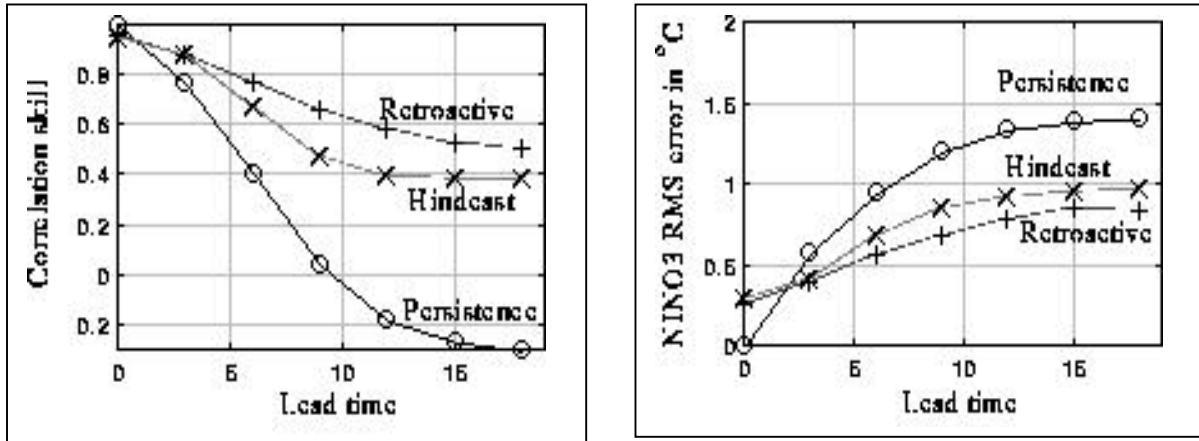 Correlation skill
0.8
0.6
0.4
0.2
0
0.2
Retroactive
Hindcast
Persistence
0 5 10 15
Lead time
NINO3 RMS error in °C
2
1.5
1
0.5
0
Persistence
Hindcast
Retroactive
0 5 10 15
Lead time